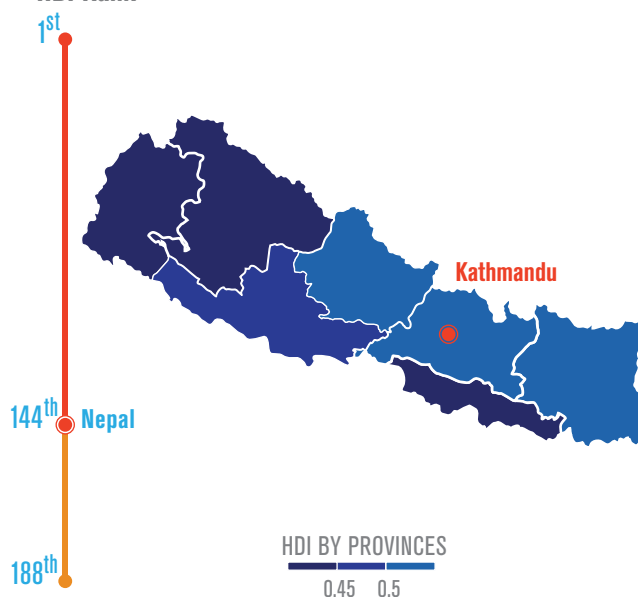 1st
Kathmandu
144th Nepal
HDI BY PROVINCES
0.45 0.5
188th